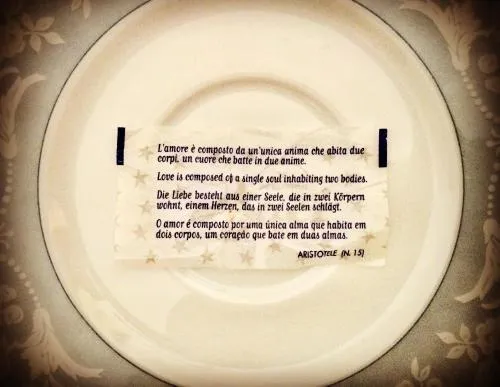 L'amore è composto da un'unica anima che abita due
corpi, un cuore che batte in due anime.
Love is composed of a single soul inhabiting two bodies.
Die Liebe besteht aus einer Seele, die in zwei Körpern
wohnt, einem Herzen, das in zwei Seelen schlägt.
O amor é composto por uma única alma que habita em
dois corpos, um coração que bate em duas almas.
ARISTOTELE (N. 15)